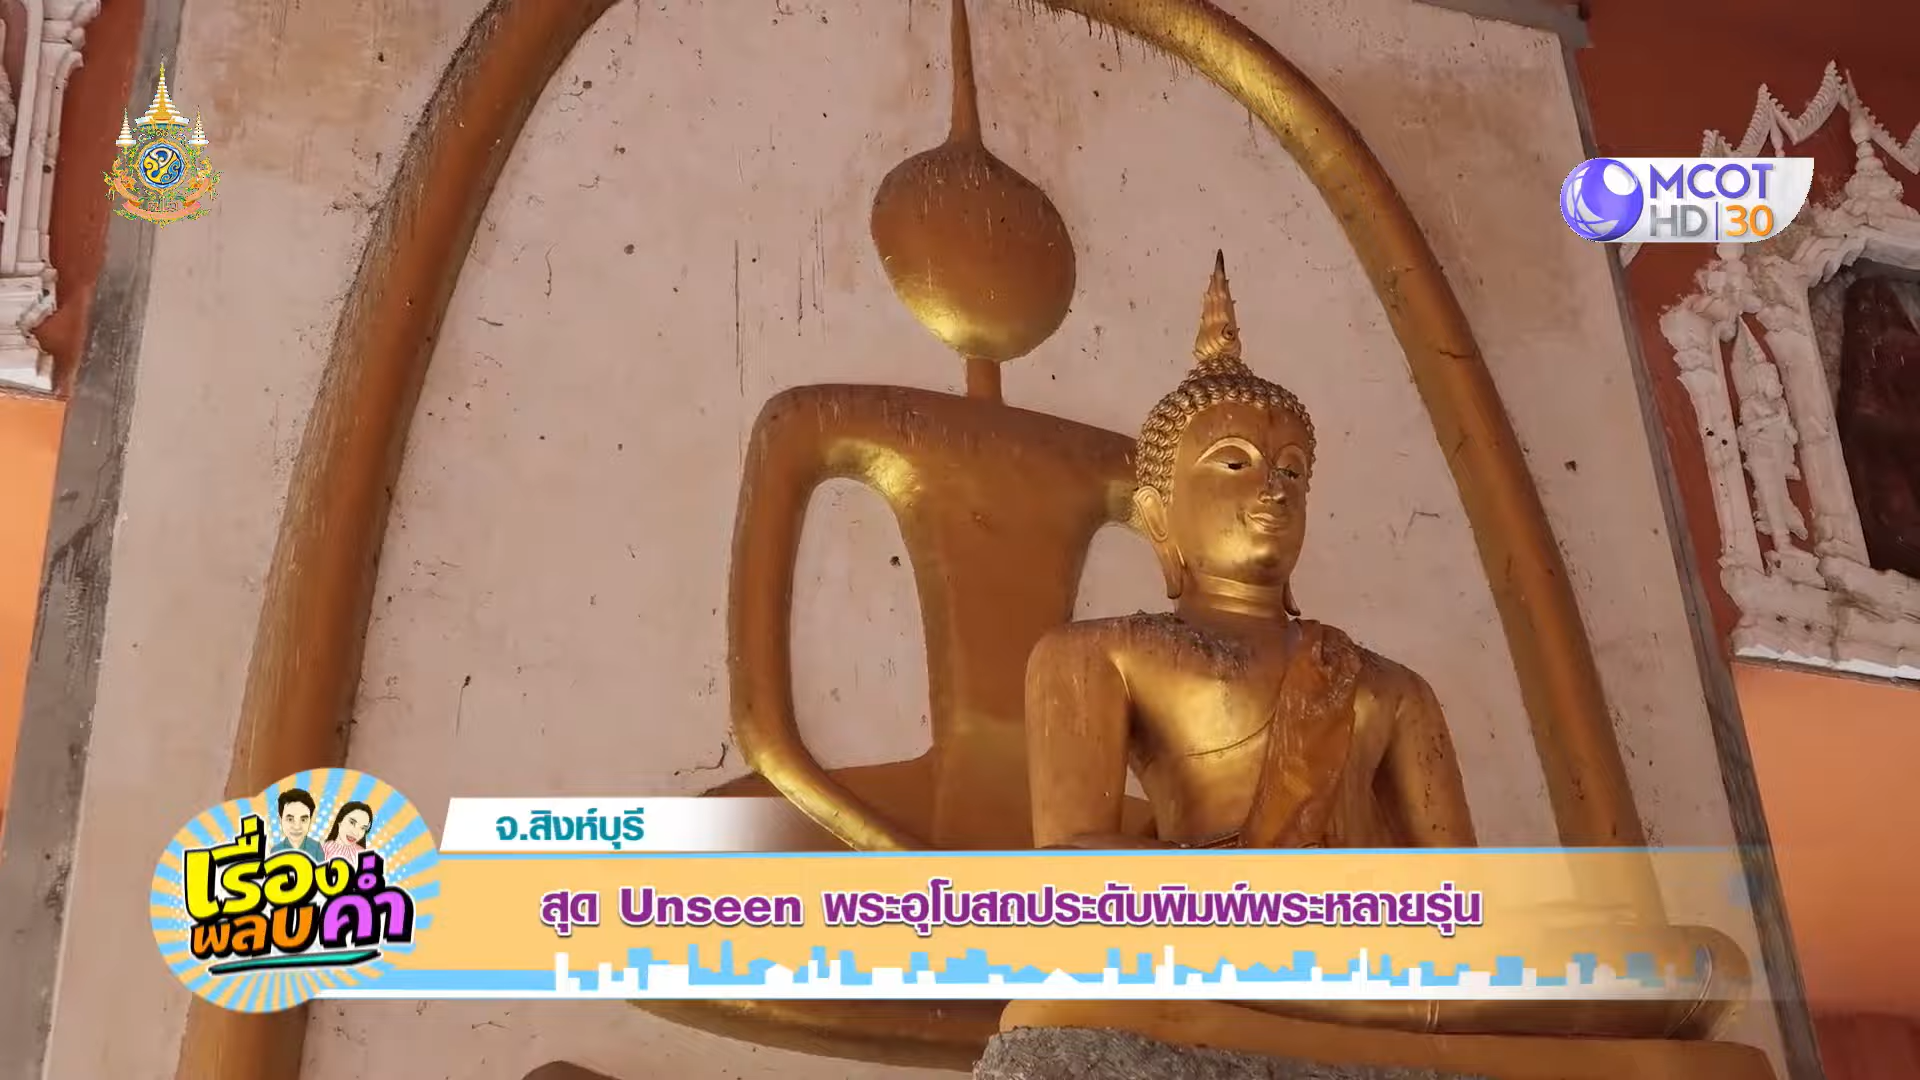 MCOT
HD 30
จ.สิงห์บุรี
เรื่อง
พลบค่ำ
สุด Unseen พระอุโบสถประดับพิมพ์พระหลายรุ่น